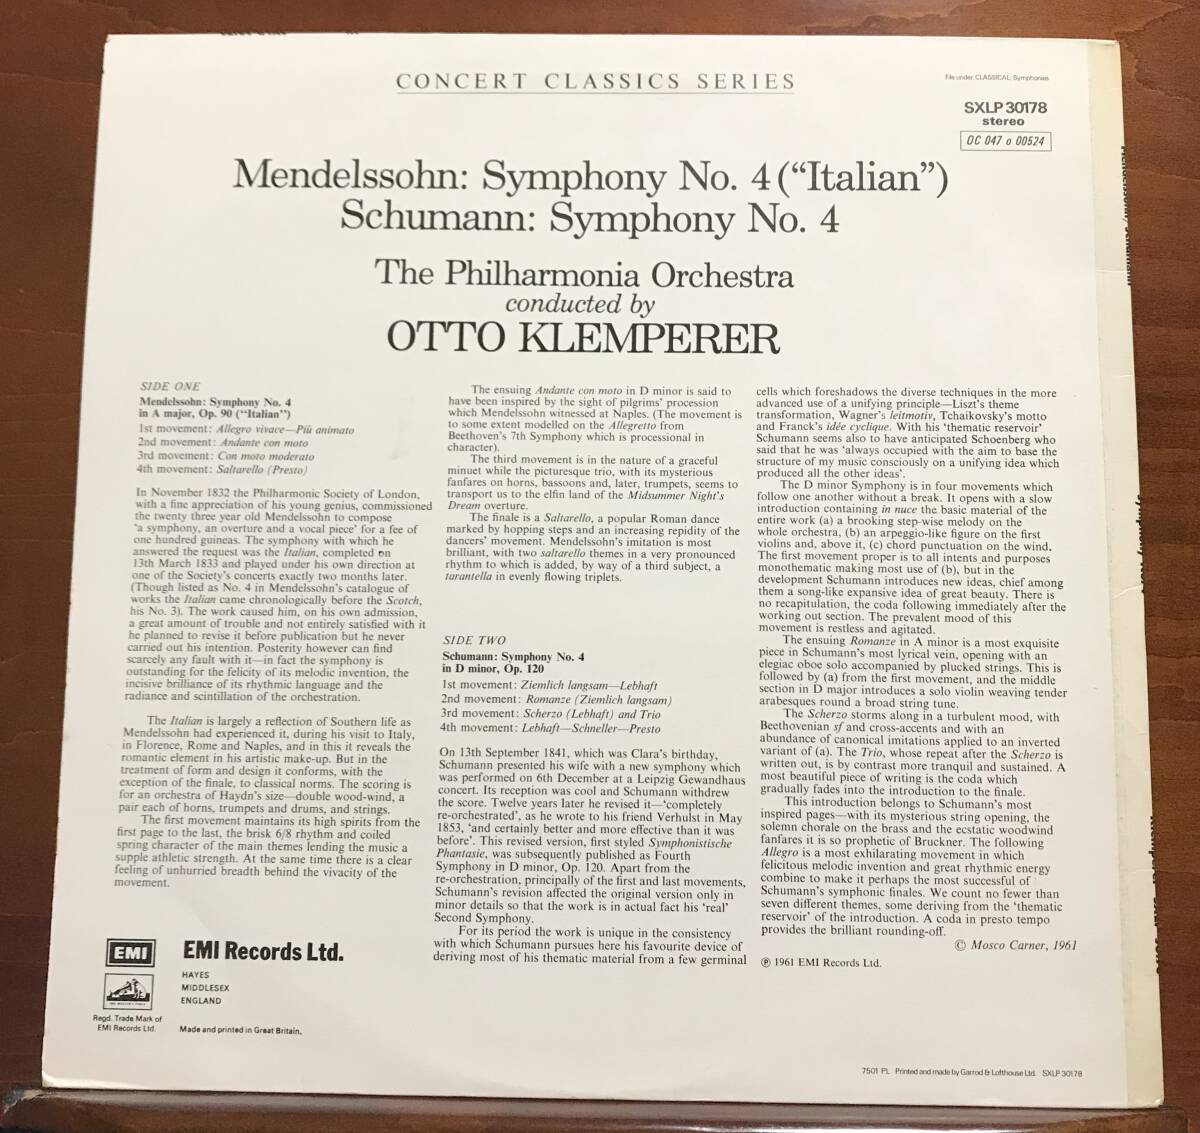 CONCERT CLASSICS SERIES
File under CLASSICAL: Symphonies
SXLP 30178
stereo
OC 047 o 00524
Mendelssohn: Symphony No. 4 (“Italian”)
Schumann: Symphony No. 4
The Philharmonia Orchestra
conducted by
OTTO KLEMPERER
SIDE ONE
Mendelssohn: Symphony No. 4
in A major, Op. 90 (“Italian”)
1st movement: Allegro vivace—Più animato
2nd movement: Andante con moto
3rd movement: Con moto moderato
4th movement: Saltarello (Presto)
In November 1832 the Philharmonic Society of London,
with a fine appreciation of his young genius, commissioned
the twenty three year old Mendelssohn to compose
‘a symphony, an overture and a vocal piece’ for a fee of
one hundred guineas. The symphony with which he
answered the request was the Italian, completed on
13th March 1833 and played under his own direction at
one of the Society's concerts exactly two months later.
(Though listed as No. 4 in Mendelssohn's catalogue of
works the Italian came chronologically before the Scotch,
his No. 3). The work caused him, on his own admission,
a great amount of trouble and not entirely satisfied with it
he planned to revise it before publication but he never
carried out his intention. Posterity however can find
scarcely any fault with it—in fact the symphony is
outstanding for the felicity of its melodic invention, the
incisive brilliance of its rhythmic language and the
radiance and scintillation of the orchestration.
The Italian is largely a reflection of Southern life as
Mendelssohn had experienced it, during his visit to Italy,
in Florence, Rome and Naples, and in this it reveals the
romantic element in his artistic make-up. But in the
treatment of form and design it conforms, with the
exception of the finale, to classical norms. The scoring is
for an orchestra of Haydn's size—double wood-wind, a
pair each of horns, trumpets and drums, and strings.
The first movement maintains its high spirits from the
first page to the last, the brisk 6/8 rhythm and coiled
spring character of the main themes lending the music a
supple athletic strength. At the same time there is a clear
feeling of unhurried breadth behind the vivacity of the
movement.
The ensuing Andante con moto in D minor is said to
have been inspired by the sight of pilgrims' procession
which Mendelssohn witnessed at Naples. (The movement is
to some extent modelled on the Allegretto from
Beethoven's 7th Symphony which is processional in
character).
The third movement is in the nature of a graceful
minuet while the picturesque trio, with its mysterious
fanfares on horns, bassoons and, later, trumpets, seems to
transport us to the elfin land of the Midsummer Night's
Dream overture.
The finale is a Saltarello, a popular Roman dance
marked by hopping steps and an increasing repidity of the
dancers' movement. Mendelssohn's imitation is most
brilliant, with two saltarello themes in a very pronounced
rhythm to which is added, by way of a third subject, a
tarantella in evenly flowing triplets.
SIDE TWO
Schumann: Symphony No. 4
in D minor, Op. 120
1st movement: Ziemlich langsam—Lebhaft
2nd movement: Romanze (Ziemlich langsam)
3rd movement: Scherzo (Lebhaft) and Trio
4th movement: Lebhaft—Schneller—Presto
On 13th September 1841, which was Clara's birthday,
Schumann presented his wife with a new symphony which
was performed on 6th December at a Leipzig Gewandhaus
concert. Its reception was cool and Schumann withdrew
the score. Twelve years later he revised it—‘completely
re-orchestrated’, as he wrote to his friend Verhulst in May
1853, ‘and certainly better and more effective than it was
before’. This revised version, first styled Symphonistische
Phantasie, was subsequently published as Fourth
Symphony in D minor, Op. 120. Apart from the
re-orchestration, principally of the first and last movements,
Schumann's revision affected the original version only in
minor details so that the work is in actual fact his ‘real’
Second Symphony.
For its period the work is unique in the consistency
with which Schumann pursues here his favourite device of
deriving most of his thematic material from a few germinal
cells which foreshadows the diverse techniques in the more
advanced use of a unifying principle—Liszt's theme
transformation, Wagner's leitmotiv, Tchaikovsky's motto
and Franck's idée cyclique. With his ‘thematic reservoir’
Schumann seems also to have anticipated Schoenberg who
said that he was ‘always occupied with the aim to base the
structure of my music consciously on a unifying idea which
produced all the other ideas’.
The D minor Symphony is in four movements which
follow one another without a break. It opens with a slow
introduction containing in nuce the basic material of the
entire work (a) a brooking step-wise melody on the
whole orchestra, (b) an arpeggio-like figure on the first
violins and, above it, (c) chord punctuation on the wind.
The first movement proper is to all intents and purposes
monothematic making most use of (b), but in the
development Schumann introduces new ideas, chief among
them a song-like expansive idea of great beauty. There is
no recapitulation, the coda following immediately after the
working out section. The prevalent mood of this
movement is restless and agitated.
The ensuing Romanze in A minor is a most exquisite
piece in Schumann's most lyrical vein, opening with an
elegiac oboe solo accompanied by plucked strings. This is
followed by (a) from the first movement, and the middle
section in D major introduces a solo violin weaving tender
arabesques round a broad string tune.
The Scherzo storms along in a turbulent mood, with
Beethovenian sf and cross-accents and with an
abundance of canonical imitations applied to an inverted
variant of (a). The Trio, whose repeat after the Scherzo is
written out, is by contrast more tranquil and sustained. A
most beautiful piece of writing is the coda which
gradually fades into the introduction to the finale.
This introduction belongs to Schumann's most
inspired pages—with its mysterious string opening, the
solemn chorale on the brass and the ecstatic woodwind
fanfares it is so prophetic of Bruckner. The following
Allegro is a most exhilarating movement in which
felicitous melodic invention and great rhythmic energy
combine to make it perhaps the most successful of
Schumann's symphonic finales. We count no fewer than
seven different themes, some deriving from the ‘thematic
reservoir’ of the introduction. A coda in presto tempo
provides the brilliant rounding-off.
© Mosco Carner, 1961
℗ 1961 EMI Records Ltd.
EMI
EMI Records Ltd.
HAYES
MIDDLESEX
ENGLAND
Regd. Trade Mark of
EMI Records Ltd.
Made and printed in Great Britain.
7501 PL Printed and made by Garrod & Lofthouse Ltd. SXLP 30178